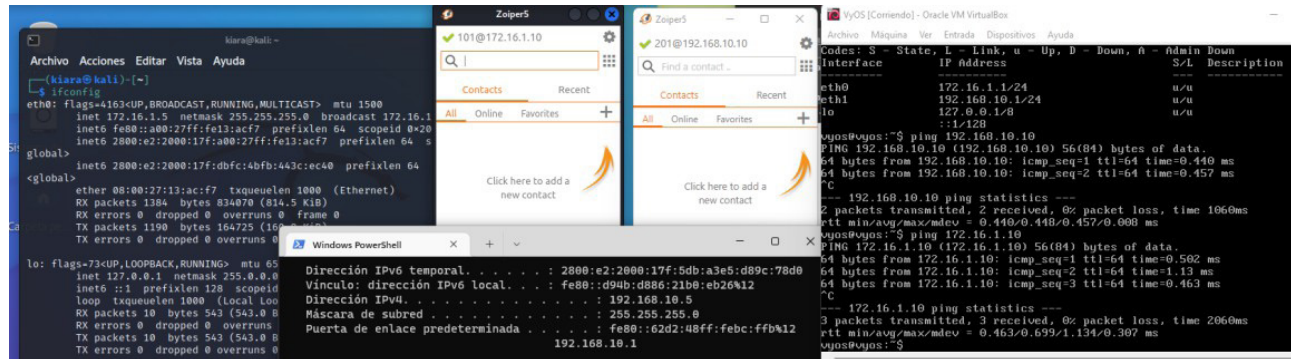 kiara@kali: ~
Archivo Acciones Editar Vista Ayuda
(kiara㉿kali)-[~]
$ ifconfig
eth0: flags=4163<UP,BROADCAST,RUNNING,MULTICAST> mtu 1500
inet 172.16.1.5 netmask 255.255.255.0 broadcast 172.16.1
inet6 fe80::a00:27ff:fe13:acf7 prefixlen 64 scopeid 0×20
inet6 2800:e2:2000:17f:a00:27ff:fe13:acf7 prefixlen 64 s
global>
inet6 2800:e2:2000:17f:dbfc:4bfb:443c:ec40 prefixlen 64
<global>
ether 08:00:27:13:ac:f7 txqueuelen 1000 (Ethernet)
RX packets 1384 bytes 834070 (814.5 KiB)
RX errors 0 dropped 0 overruns 0 frame 0
TX packets 1190 bytes 164725
TX errors 0 dropped 0 overruns 0
lo: flags=73<UP,LOOPBACK,RUNNING> mtu 65
inet 127.0.0.1 netmask 255.0.0.0
inet6 ::1 prefixlen 128 scopeid
loop txqueuelen 1000 (Local Loo
RX packets 10 bytes 543 (543.0 B
RX errors 0 dropped 0 overruns
TX packets 10 bytes 543 (543.0 B
TX errors 0 dropped 0 overruns 0
Zoiper5
101@172.16.1.10
Contacts Recent
All Online Favorites +
Click here to add a
new contact
Zoiper5
201@192.168.10.10
Find a contact ..
Contacts Recent
All Online Favorites +
Click here to add a
new contact
Windows PowerShell
Dirección IPv6 temporal. . . . . . : 2800:e2:2000:17f:5db:a3e5:d89c:78d0
Vínculo: dirección IPv6 local. . . : fe80::d94b:d886:21b0:eb26%12
Dirección IPv4. . . . . . . . . . . . . . : 192.168.10.5
Máscara de subred . . . . . . . . . . . . : 255.255.255.0
Puerta de enlace predeterminada . . . . . : fe80::62d2:48ff:febc:ffb%12
192.168.10.1
VyOS [Corriendo] - Oracle VM VirtualBox
Archivo Máquina Ver Entrada Dispositivos Ayuda
Codes: S - State, L - Link, u - Up, D - Down, A - Admin Down
Interface IP Address S/L Description
--------- ---------- --- -----------
eth0 172.16.1.1/24 u/u
eth1 192.168.10.1/24 u/u
lo 127.0.0.1/8 u/u
::1/128
vyos@vyos:~$ ping 192.168.10.10
PING 192.168.10.10 (192.168.10.10) 56(84) bytes of data.
64 bytes from 192.168.10.10: icmp_seq=1 ttl=64 time=0.440 ms
64 bytes from 192.168.10.10: icmp_seq=2 ttl=64 time=0.457 ms
^C
--- 192.168.10.10 ping statistics ---
2 packets transmitted, 2 received, 0% packet loss, time 1060ms
rtt min/avg/max/mdev = 0.440/0.448/0.457/0.008 ms
vyos@vyos:~$ ping 172.16.1.10
PING 172.16.1.10 (172.16.1.10) 56(84) bytes of data.
64 bytes from 172.16.1.10: icmp_seq=1 ttl=64 time=0.502 ms
64 bytes from 172.16.1.10: icmp_seq=2 ttl=64 time=1.13 ms
64 bytes from 172.16.1.10: icmp_seq=3 ttl=64 time=0.463 ms
^C
--- 172.16.1.10 ping statistics ---
3 packets transmitted, 3 received, 0% packet loss, time 2060ms
rtt min/avg/max/mdev = 0.463/0.699/1.134/0.307 ms
vyos@vyos:~$